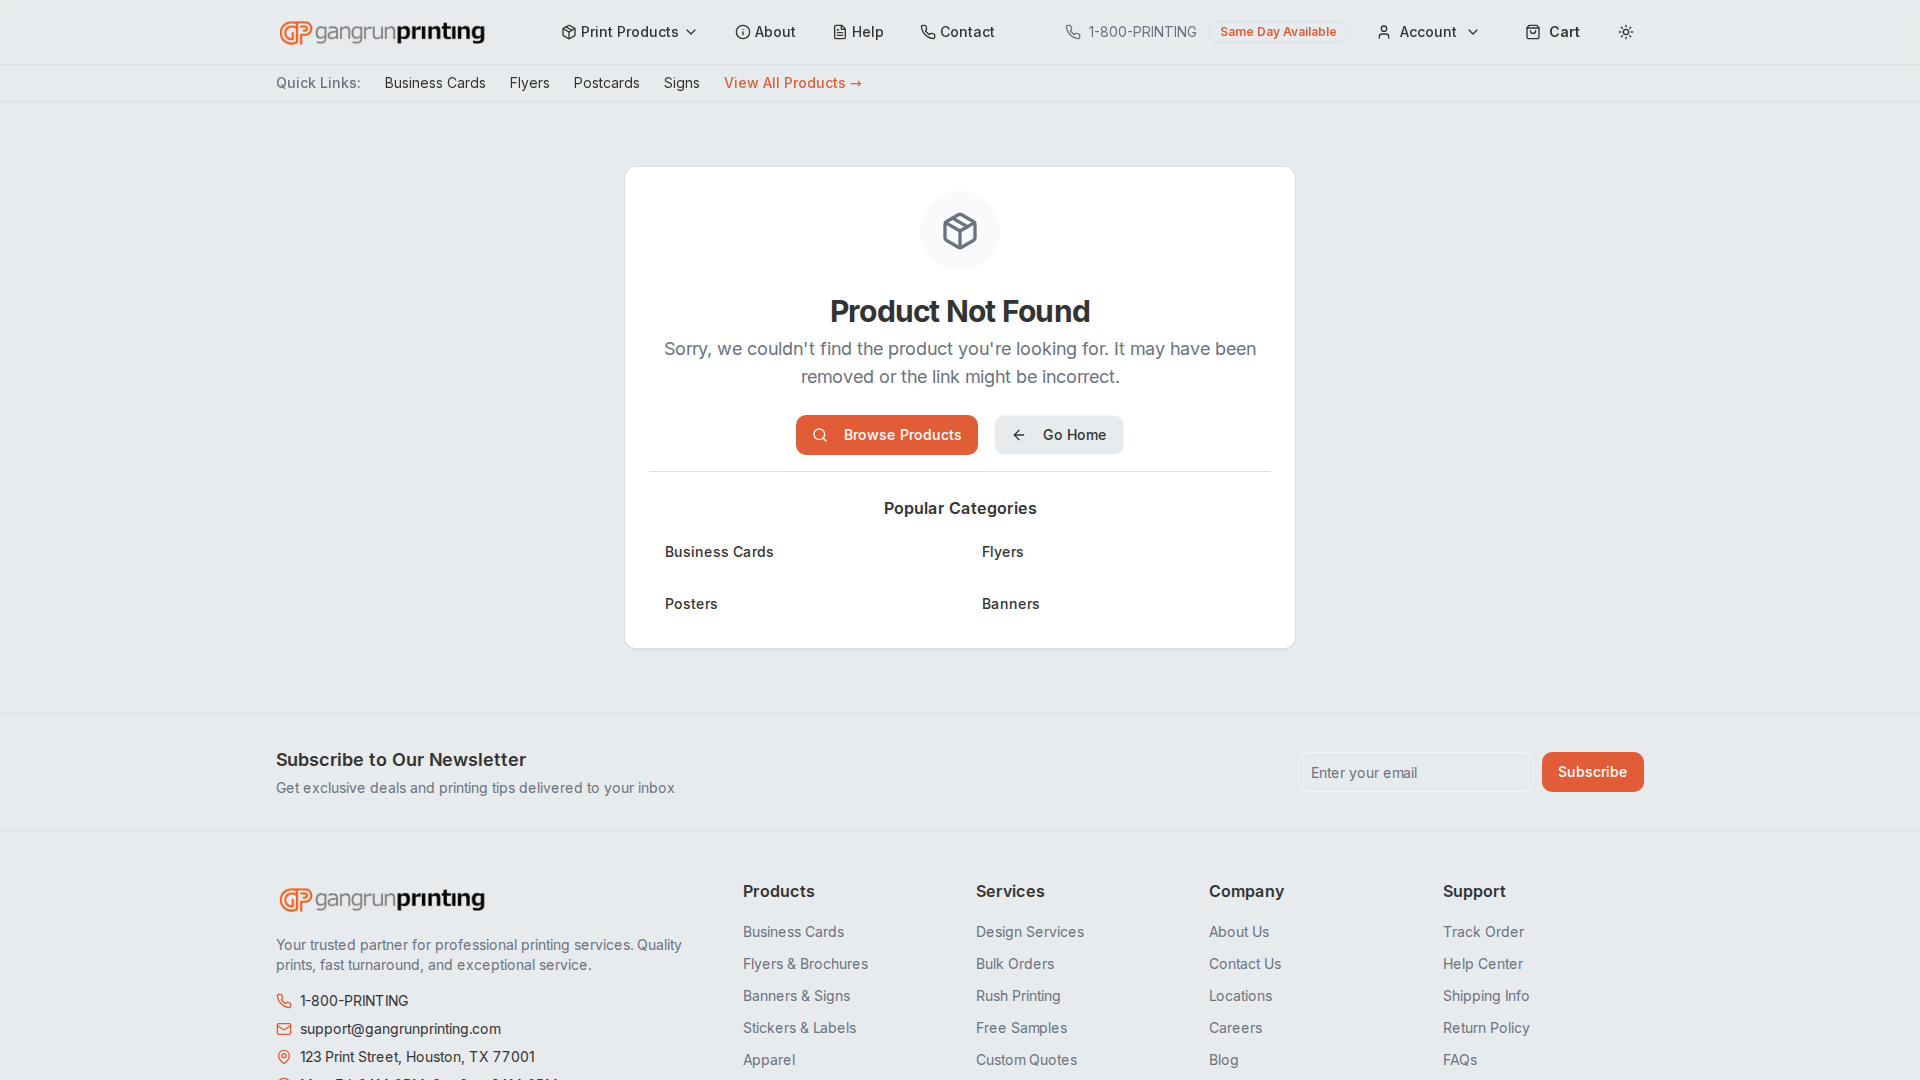 gangrunprinting
Print Products
About
Help
Contact
1-800-PRINTING
Same Day Available
Account
Cart
Quick Links:
Business Cards
Flyers
Postcards
Signs
View All Products →
Product Not Found
Sorry, we couldn't find the product you're looking for. It may have been
removed or the link might be incorrect.
Browse Products
Go Home
Popular Categories
Business Cards
Flyers
Posters
Banners
Subscribe to Our Newsletter
Get exclusive deals and printing tips delivered to your inbox
Enter your email
Subscribe
gangrunprinting
Your trusted partner for professional printing services. Quality
prints, fast turnaround, and exceptional service.
1-800-PRINTING
support@gangrunprinting.com
123 Print Street, Houston, TX 77001
Products
Business Cards
Flyers & Brochures
Banners & Signs
Stickers & Labels
Apparel
Services
Design Services
Bulk Orders
Rush Printing
Free Samples
Custom Quotes
Company
About Us
Contact Us
Locations
Careers
Blog
Support
Track Order
Help Center
Shipping Info
Return Policy
FAQs